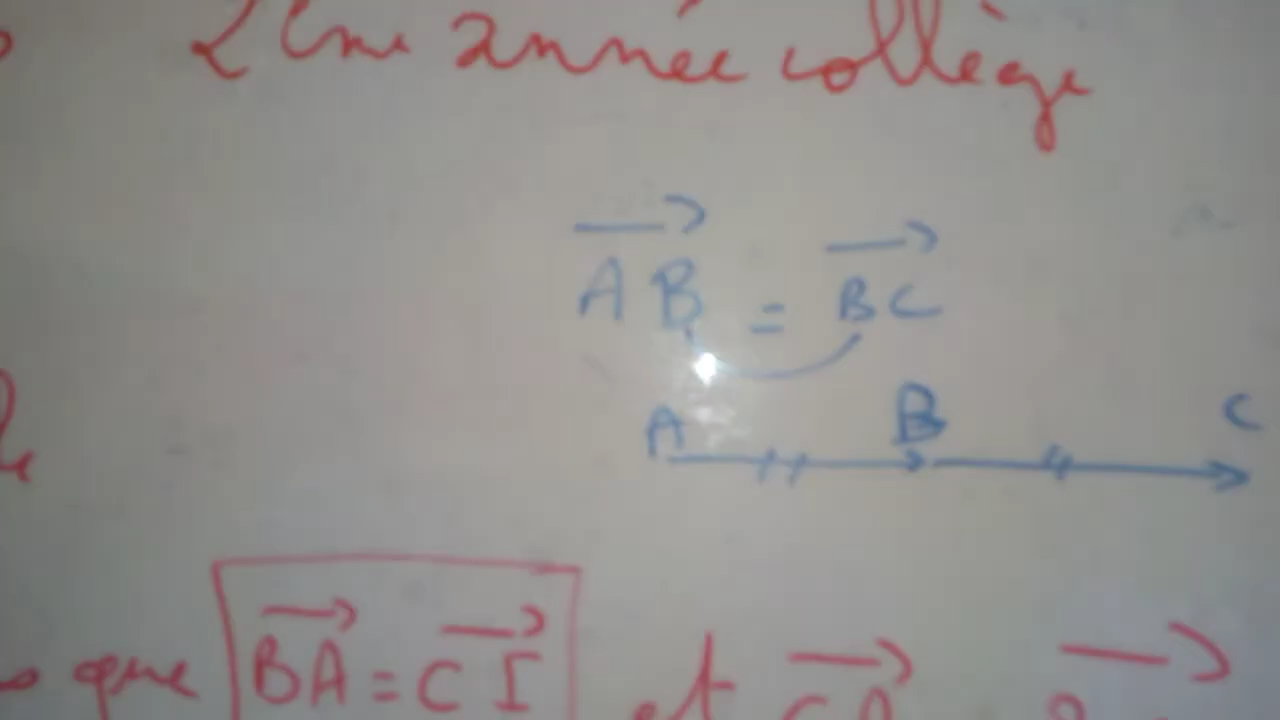 2ème année collège
AB = BC
A B C
que BA = CI et